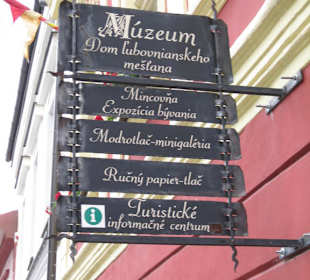 Múzeum
Dom ľubovnianskeho
mešťana
Mincovňa
Expozícia bývania
Modrotlač-minigaléria
Ručný papier-tlač
i Turistické
informačné centrum